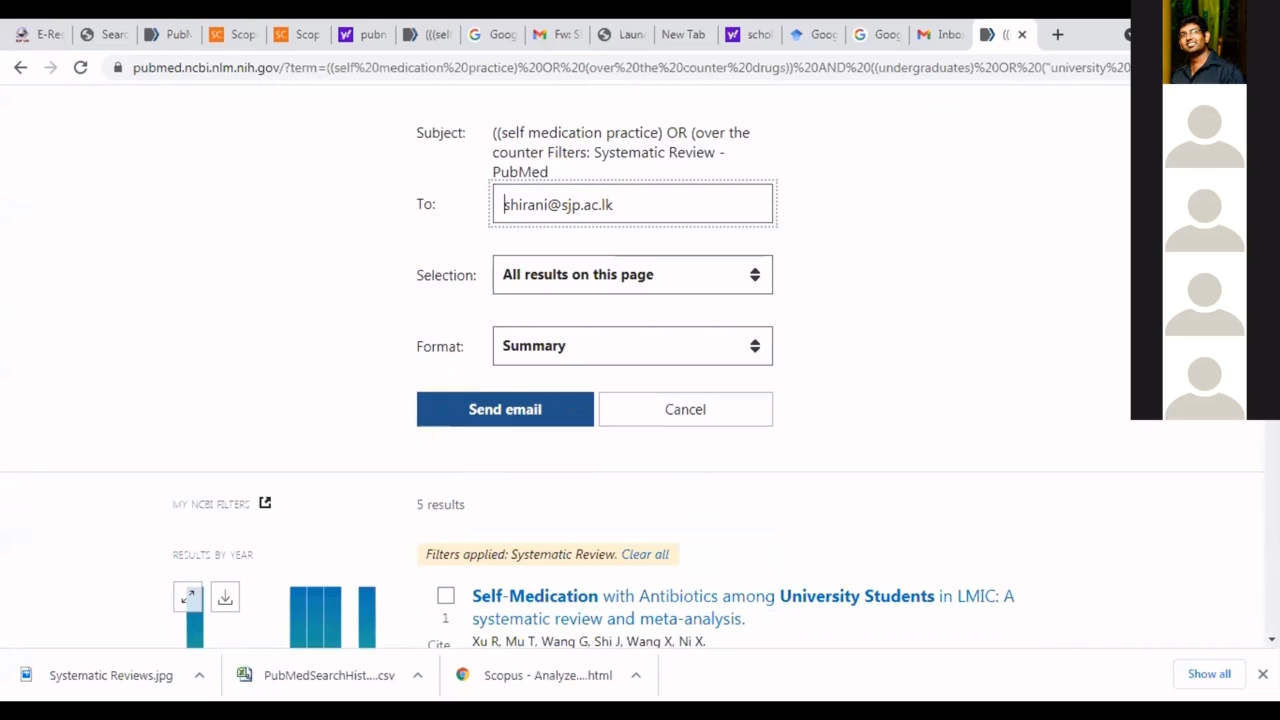 E-Res
Searc
PubM
Scop
Scop
pubn
(((sel
Goog
Fw: S
Laun
New Tab
scho
Goog
Goog
Inbo
((
pubmed.ncbi.nlm.nih.gov/?term=((self%20medication%20practice)%20OR%20(over%20the%20counter%20drugs))%20AND%20((undergraduates)%20OR%20("university%20
Subject: ((self medication practice) OR (over the
counter Filters: Systematic Review -
PubMed
To: shirani@sjp.ac.lk
Selection: All results on this page
Format: Summary
Send email Cancel
MY NCBI FILTERS 5 results
RESULTS BY YEAR Filters applied: Systematic Review. Clear all
Self-Medication with Antibiotics among University Students in LMIC: A
1 systematic review and meta-analysis.
Cite Xu R, Mu T, Wang G, Shi J, Wang X, Ni X.
Systematic Reviews.jpg PubMedSearchHist....csv Scopus - Analyze....html Show all